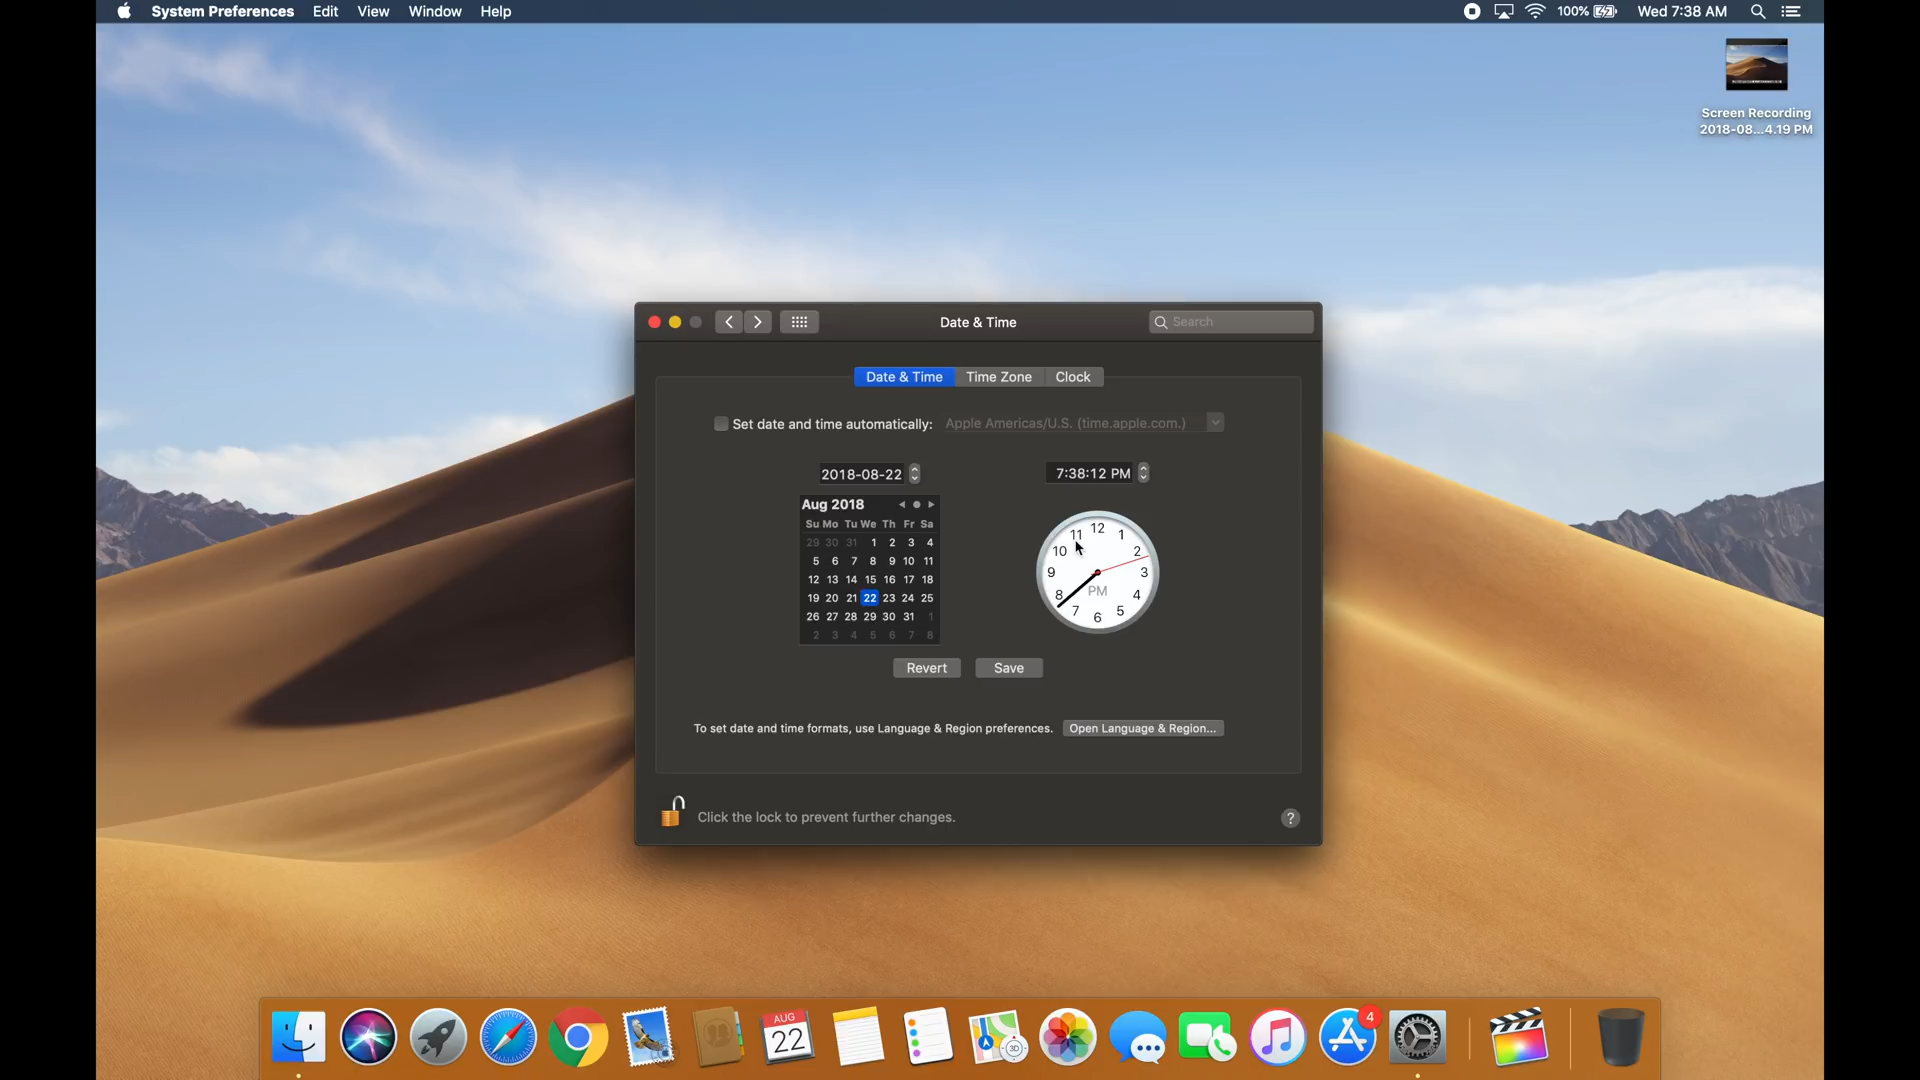 System Preferences Edit View Window Help 100% Wed 7:38 AM
Screen Recording
2018-08...4.19 PM
Date & Time
Search
Date & Time Time Zone Clock
Set date and time automatically: Apple Americas/U.S. (time.apple.com.)
2018-08-22
7:38:12 PM
Aug 2018
Su Mo Tu We Th Fr Sa
29 30 31 1 2 3 4
5 6 7 8 9 10 11
12 13 14 15 16 17 18
19 20 21 22 23 24 25
26 27 28 29 30 31 1
2 3 4 5 6 7 8
12
11 1
10 2
9 3
PM
8 4
7 5
6
Revert Save
To set date and time formats, use Language & Region preferences. Open Language & Region...
Click the lock to prevent further changes.
?
AUG
22
3D
4